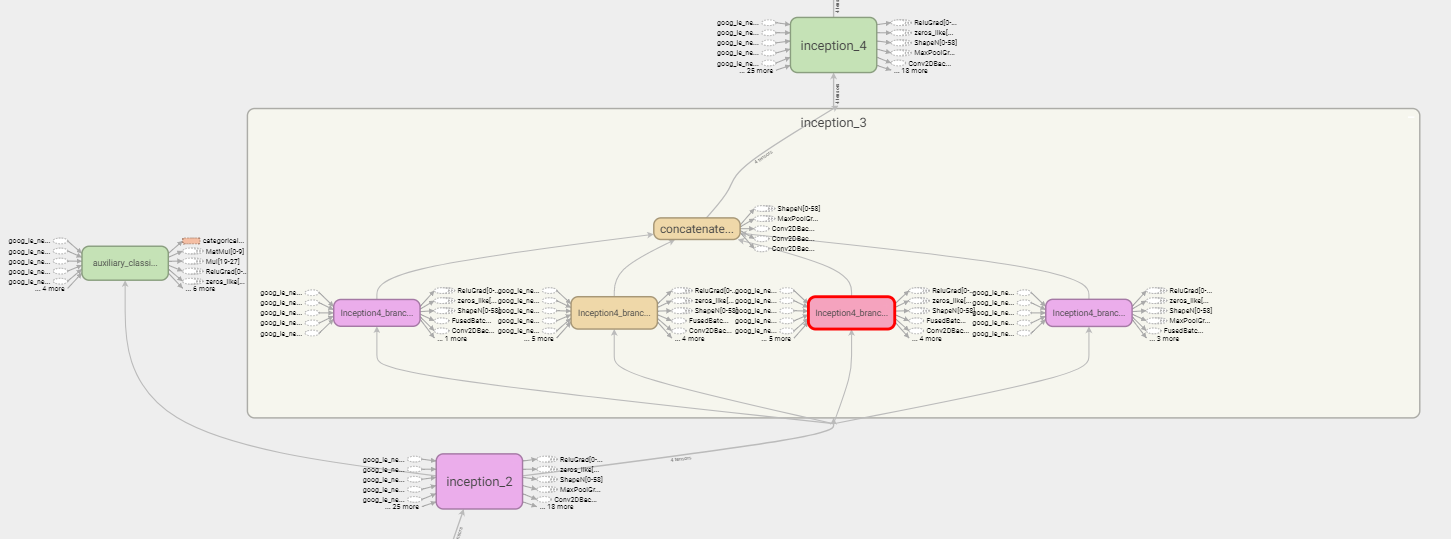 4 tensors
goog_le_ne...
goog_le_ne...
goog_le_ne...
goog_le_ne...
goog_le_ne...
... 25 more
inception_4
ReluGrad[0-...
zeros_like[...
ShapeN[0-58]
MaxPoolGr...
Conv2DBac...
... 18 more
4 tensors
inception_3
4 tensors
concatenate...
ShapeN[0-58]
MaxPoolGr...
Conv2DBac...
Conv2DBac...
Conv2DBac...
goog_le_ne...
goog_le_ne...
goog_le_ne...
goog_le_ne...
goog_le_ne...
... 4 more
auxiliary_classi...
categorical...
MatMul[0-9]
Mul[19-27]
ReluGrad[0-...
zeros_like[...
... 6 more
goog_le_ne...
goog_le_ne...
goog_le_ne...
goog_le_ne...
goog_le_ne...
Inception4_branc...
ReluGrad[0-...
zeros_like[...
ShapeN[0-58]
FusedBatc...
Conv2DBac...
... 1 more
goog_le_ne...
goog_le_ne...
goog_le_ne...
goog_le_ne...
goog_le_ne...
... 5 more
Inception4_branc...
ReluGrad[0-...
zeros_like[...
ShapeN[0-58]
FusedBatc...
Conv2DBac...
... 4 more
goog_le_ne...
goog_le_ne...
goog_le_ne...
goog_le_ne...
goog_le_ne...
... 5 more
Inception4_branc...
ReluGrad[0-...
zeros_like[...
ShapeN[0-58]
FusedBatc...
Conv2DBac...
... 4 more
goog_le_ne...
goog_le_ne...
goog_le_ne...
goog_le_ne...
goog_le_ne...
Inception4_branc...
ReluGrad[0-...
zeros_like[...
ShapeN[0-58]
MaxPoolGr...
FusedBatc...
... 3 more
goog_le_ne...
goog_le_ne...
goog_le_ne...
goog_le_ne...
goog_le_ne...
... 25 more
inception_2
ReluGrad[0-...
zeros_like[...
ShapeN[0-58]
MaxPoolGr...
Conv2DBac...
... 18 more
4 tensors